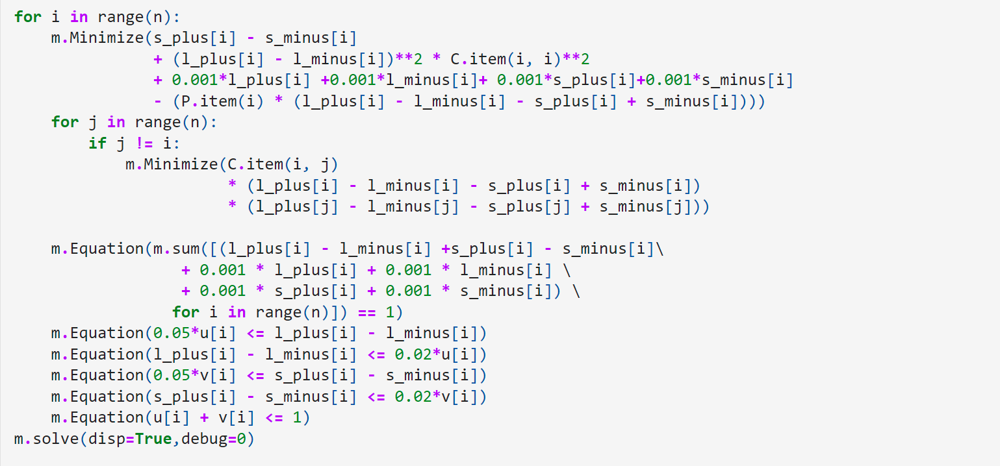 for i in range(n):
    m.Minimize(s_plus[i] - s_minus[i]
               + (l_plus[i] - l_minus[i])**2 * C.item(i, i)**2
               + 0.001*l_plus[i] +0.001*l_minus[i]+ 0.001*s_plus[i]+0.001*s_minus[i]
               - (P.item(i) * (l_plus[i] - l_minus[i] - s_plus[i] + s_minus[i])))
    for j in range(n):
        if j != i:
            m.Minimize(C.item(i, j)
                       * (l_plus[i] - l_minus[i] - s_plus[i] + s_minus[i])
                       * (l_plus[j] - l_minus[j] - s_plus[j] + s_minus[j]))

    m.Equation(m.sum([(l_plus[i] - l_minus[i] +s_plus[i] - s_minus[i]\
                  + 0.001 * l_plus[i] + 0.001 * l_minus[i] \
                  + 0.001 * s_plus[i] + 0.001 * s_minus[i]) \
                 for i in range(n)]) == 1)
    m.Equation(0.05*u[i] <= l_plus[i] - l_minus[i])
    m.Equation(l_plus[i] - l_minus[i] <= 0.02*u[i])
    m.Equation(0.05*v[i] <= s_plus[i] - s_minus[i])
    m.Equation(s_plus[i] - s_minus[i] <= 0.02*v[i])
    m.Equation(u[i] + v[i] <= 1)
m.solve(disp=True,debug=0)